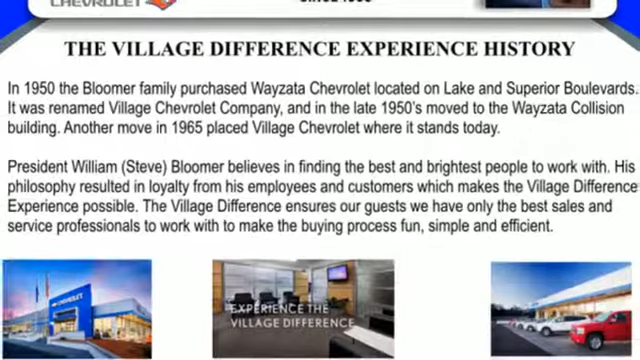 CHEVROLET
THE VILLAGE DIFFERENCE EXPERIENCE HISTORY
In 1950 the Bloomer family purchased Wayzata Chevrolet located on Lake and Superior Boulevards.
It was renamed Village Chevrolet Company, and in the late 1950's moved to the Wayzata Collision
building. Another move in 1965 placed Village Chevrolet where it stands today.
President William (Steve) Bloomer believes in finding the best and brightest people to work with. His
philosophy resulted in loyalty from his employees and customers which makes the Village Difference
Experience possible. The Village Difference ensures our guests we have only the best sales and
service professionals to work with to make the buying process fun, simple and efficient.
CHEVROLET
EXPERIENCE THE
VILLAGE DIFFERENCE